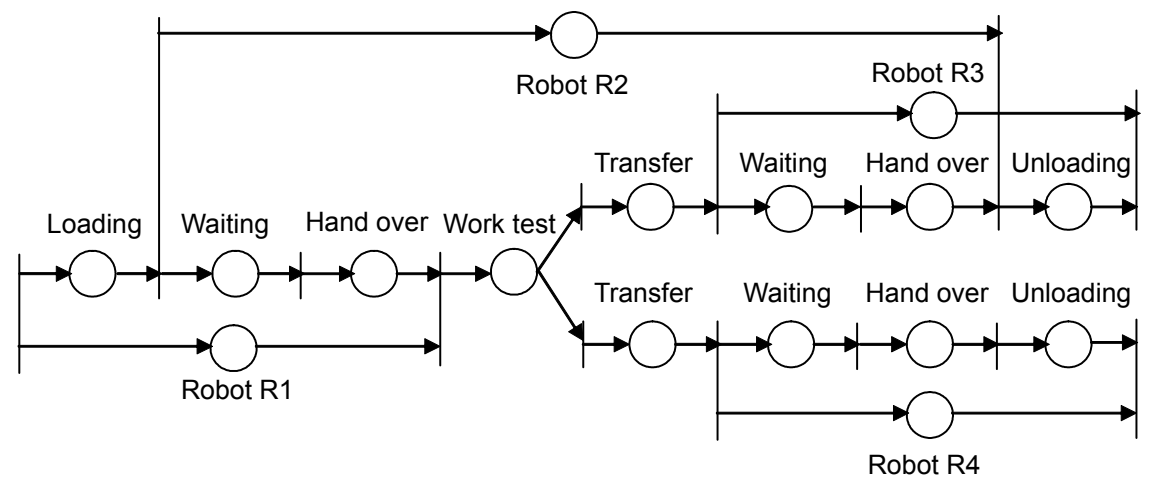 Robot R2
Robot R3
Transfer Waiting Hand over Unloading
Loading Waiting Hand over Work test
Transfer Waiting Hand over Unloading
Robot R1
Robot R4